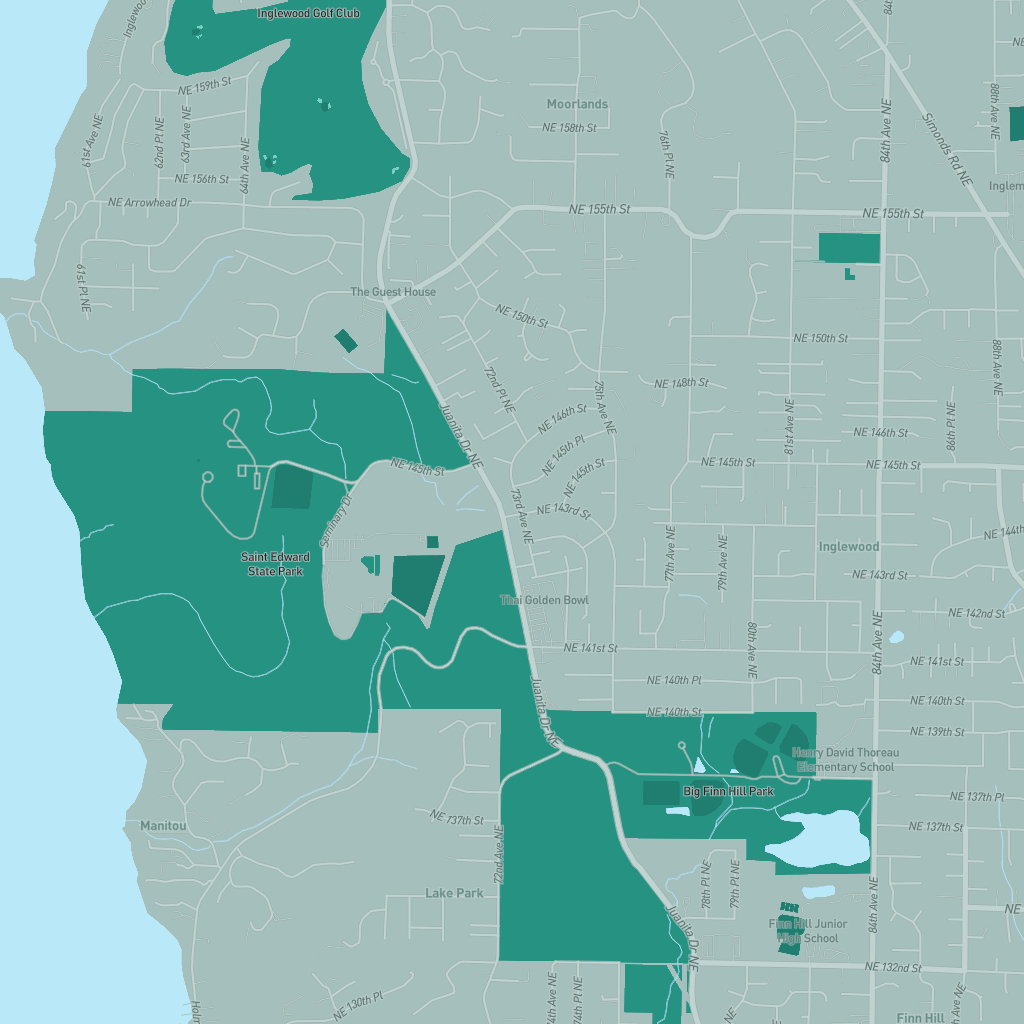 Inglewood Golf Club
Inglewoo
84t
NE
NE 159th St
Moorlands
88th Ave NE
61st Ave NE
62nd Pl NE
63rd Ave NE
64th Ave NE
NE 158th St
76th Pl NE
84th Ave NE
Simonds Rd NE
NE 156th St
Inglem
NE Arrowhead Dr
NE 155th St
NE 155th St
61st Pl NE
The Guest House
NE 150th St
NE 150th St
88th Ave NE
72nd Pl NE
NE 148th St
75th Ave NE
Juanita Dr NE
NE 146th St
81st Ave NE
86th Pl NE
NE 146th St
NE 145th Pl
NE 145th St
NE 145th St
NE 145th St
NE 145th St
Seminary Dr
73rd Ave NE
NE 143rd St
NE 144th
Saint Edward
State Park
77th Ave NE
79th Ave NE
Inglewood
NE 143rd St
Thai Golden Bowl
NE 142nd St
80th Ave NE
84th Ave NE
NE 141st St
NE 141st St
NE 140th Pl
Juanita Dr NE
NE 140th St
NE 140th St
NE 139th St
Henry David Thoreau
Elementary School
Big Finn Hill Park
NE 137th Pl
Manitou
NE 137th St
NE 137th St
72nd Ave NE
78th Pl NE
79th Pl NE
84th Ave NE
Lake Park
NE
Juanita Dr NE
Finn Hill Junior
High School
NE 132nd St
NE 130th Pl
74th Ave NE
74th Pl NE
Holm
NE
NE
Ave NE
Finn Hill